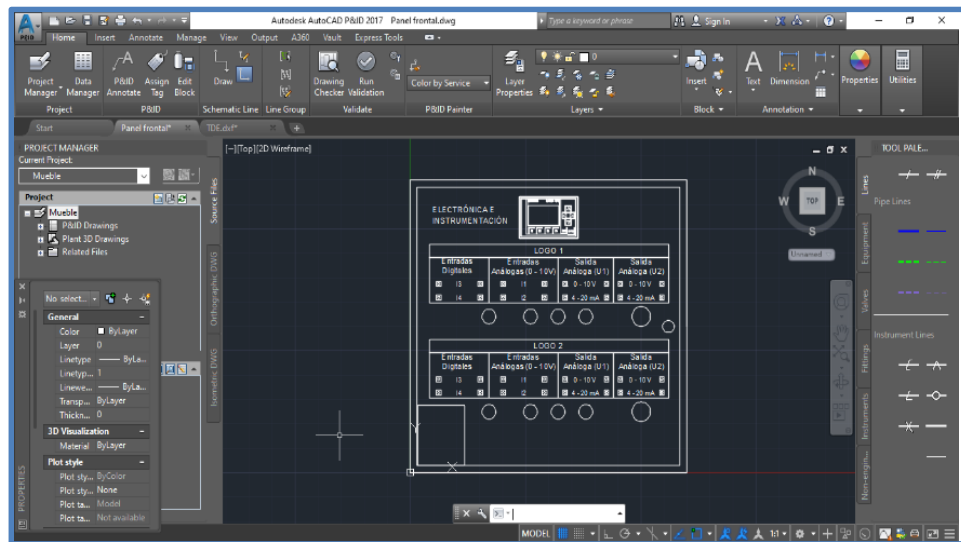 Autodesk AutoCAD P&ID 2017 Panel frontal.dwg
Type a keyword or phrase
Sign In
P&ID
Home Insert Annotate Manage View Output A360 Vault Express Tools
Project Manager
Data Manager
P&ID Annotate
Assign Tag
Edit Block
Draw
Drawing Checker
Run Validation
Color by Service
Layer Properties
0
Insert
Text
Dimension
Properties
Utilities
Project P&ID Schematic Line Line Group Validate P&ID Painter Layers Block Annotation
Start Panel frontal* TDE.dxf*
PROJECT MANAGER
Current Project:
Mueble
Project
Mueble
P&ID Drawings
Plant 3D Drawings
Related Files
Source Files
Orthographic DWG
Isometric DWG
No select...
General
Color ByLayer
Layer 0
Linetype ByLa...
Linetyp... 1
Linewe... ByLa...
Transp... ByLayer
Thickn... 0
3D Visualization
Material ByLayer
Plot style
Plot sty... ByColor
Plot sty... None
Plot ta... Model
Plot ta... Not available
PROPERTIES
[-][Top][2D Wireframe]
N
W TOP E
S
Unnamed
ELECTRÓNICA E
INSTRUMENTACIÓN
LOGO 1
Entradas Entradas Salida Salida
Digitales Análogas (0 - 10V) Análoga (U1) Análoga (U2)
I3 I1 0 - 10 V 0 - 10 V
I4 I2 4 - 20 mA 4 - 20 mA
LOGO 2
Entradas Entradas Salida Salida
Digitales Análogas (0 - 10V) Análoga (U1) Análoga (U2)
I3 I1 0 - 10 V 0 - 10 V
I4 I2 4 - 20 mA 4 - 20 mA
Y
X
TOOL PALE...
Lines
Equipment
Valves
Fittings
Instruments
Non-engin...
Pipe Lines
Instrument Lines
MODEL
1:1